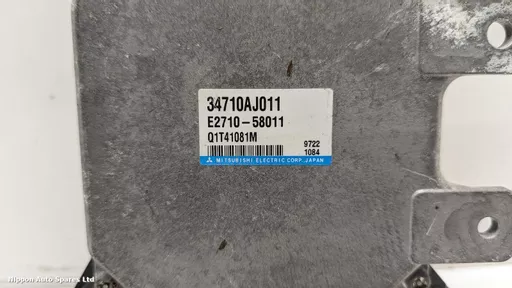 34710AJ011
E2710-58011
Q1T41081M
9722
1084
MITSUBISHI ELECTRIC CORP. JAPAN
Nippon Auto Spares Ltd